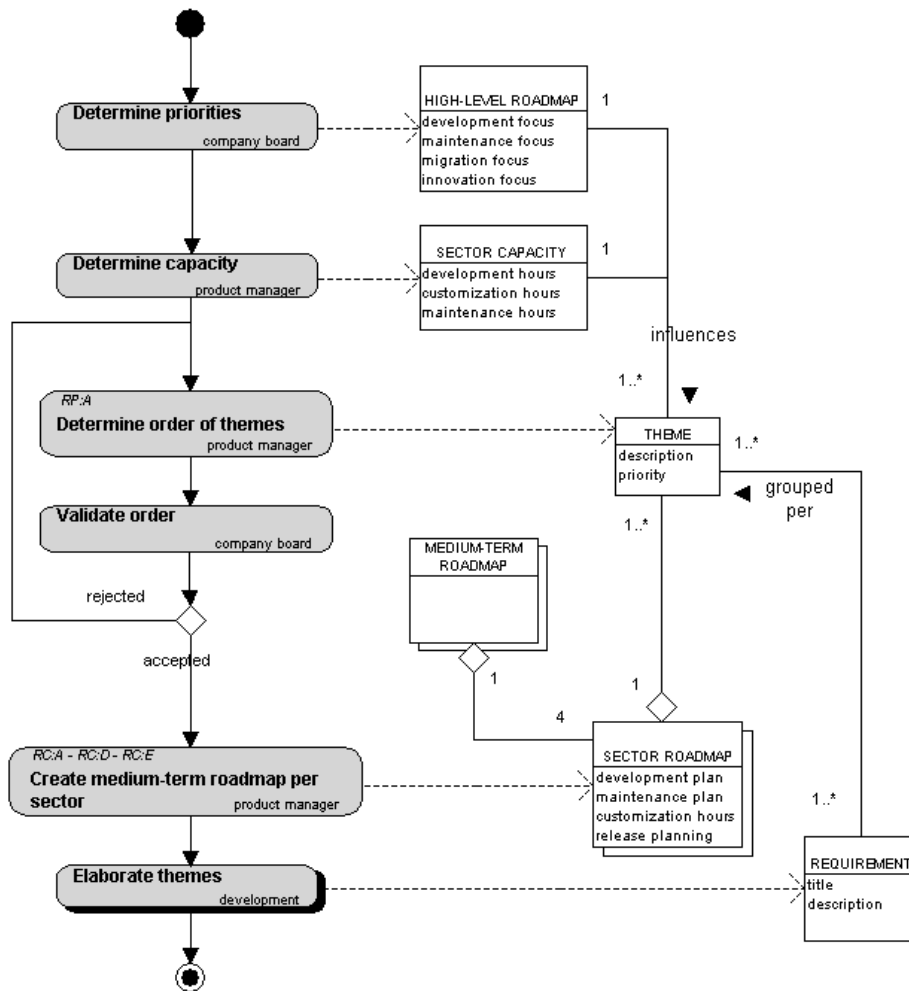 Determine priorities
company board
HIGH-LEVEL ROADMAP
development focus
maintenance focus
migration focus
innovation focus
1
Determine capacity
product manager
SECTOR CAPACITY
development hours
customization hours
maintenance hours
1
influences
1..*
RP:A
Determine order of themes
product manager
THEME
description
priority
1..*
grouped
per
1..*
Validate order
company board
MEDIUM-TERM
ROADMAP
rejected
accepted
1
1
4
RC:A - RC:D - RC:E
Create medium-term roadmap per
sector
product manager
SECTOR ROADMAP
development plan
maintenance plan
customization hours
release planning
1..*
Elaborate themes
development
REQUIREMENT
title
description